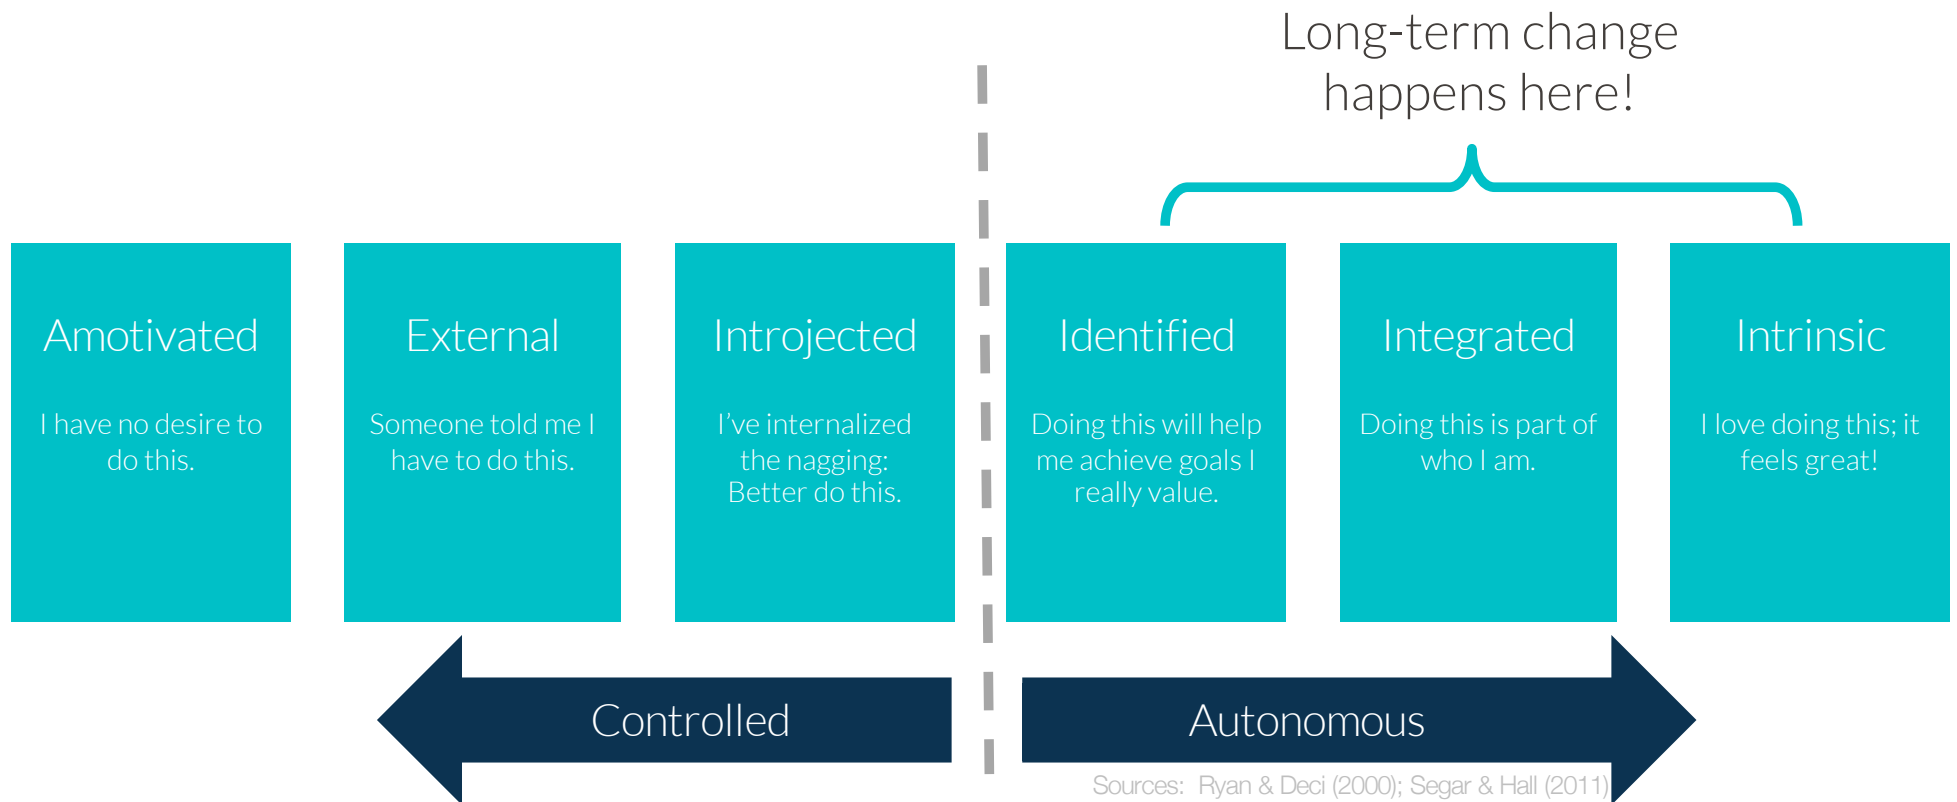 Long-term change
happens here!
Amotivated
I have no desire to
do this.
External
Someone told me I
have to do this.
Introjected
I’ve internalized
the nagging:
Better do this.
Identified
Doing this will help
me achieve goals I
really value.
Integrated
Doing this is part of
who I am.
Intrinsic
I love doing this; it
feels great!
Controlled
Autonomous
Sources: Ryan & Deci (2000); Segar & Hall (2011)